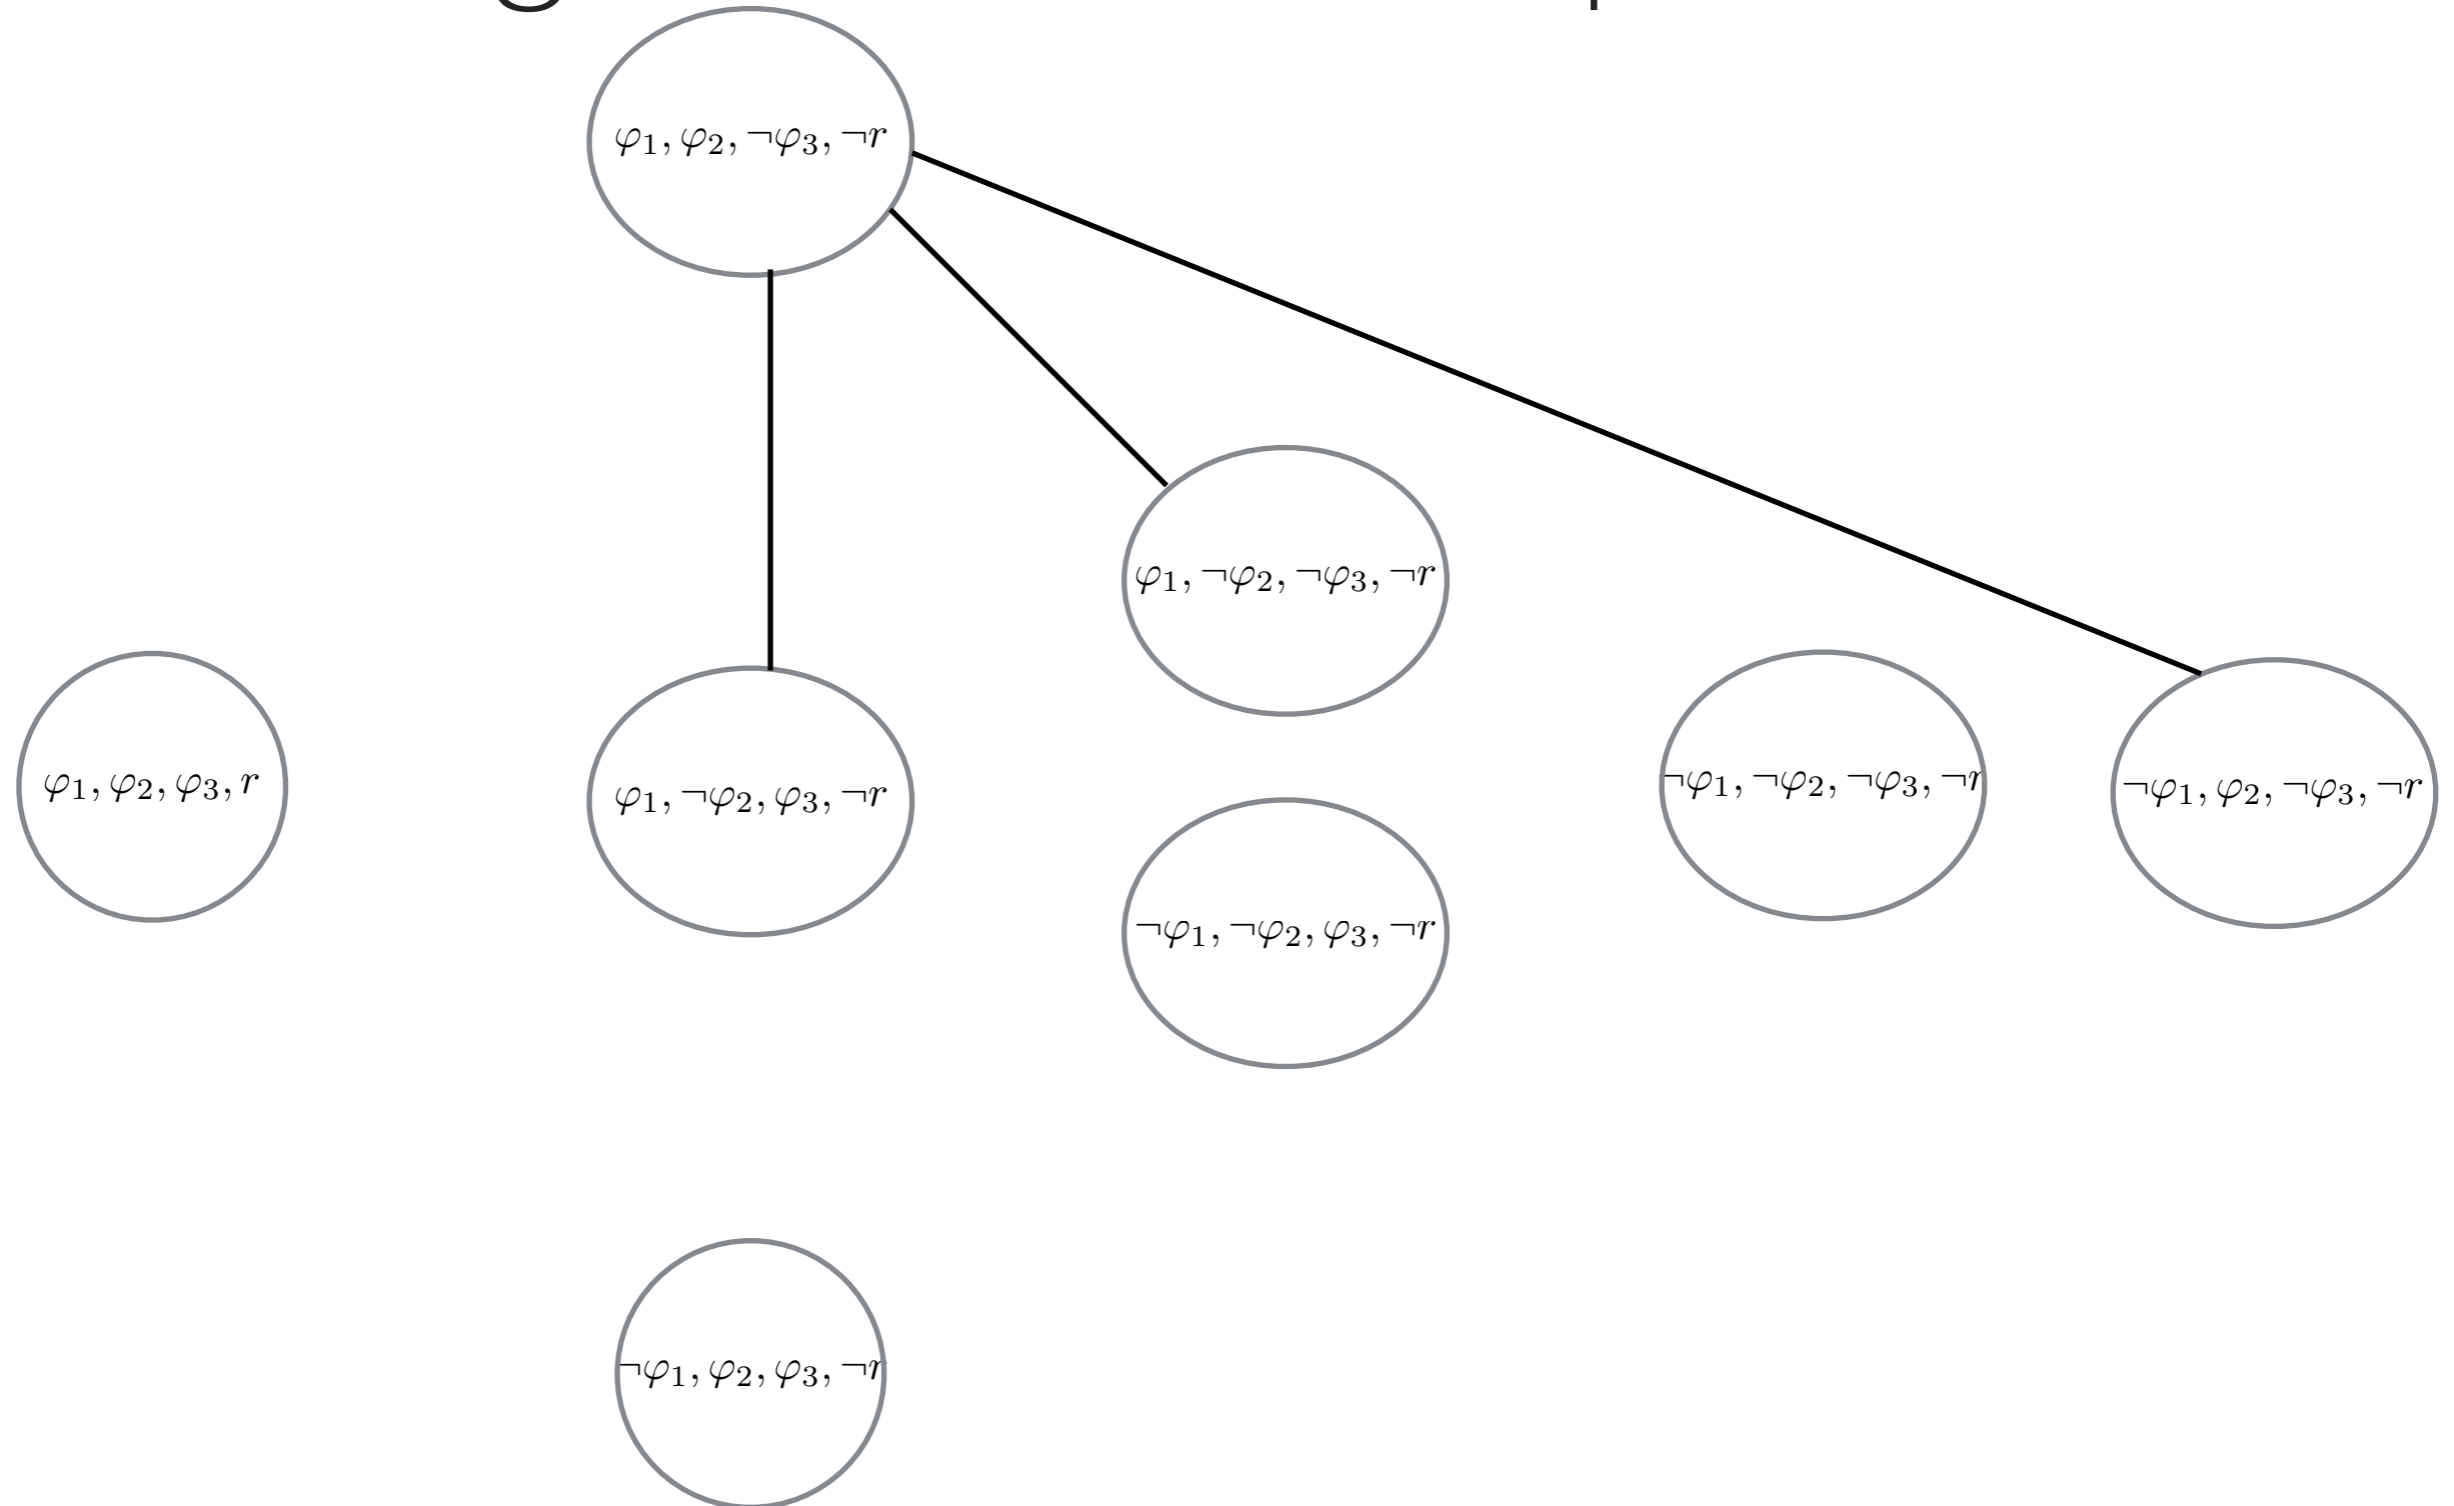 φ₁, φ₂, ¬φ₃, ¬r
φ₁, ¬φ₂, ¬φ₃, ¬r
φ₁, φ₂, φ₃, r
φ₁, ¬φ₂, φ₃, ¬r
¬φ₁, ¬φ₂, ¬φ₃, ¬r
¬φ₁, φ₂, ¬φ₃, ¬r
¬φ₁, ¬φ₂, φ₃, ¬r
¬φ₁, φ₂, φ₃, ¬r